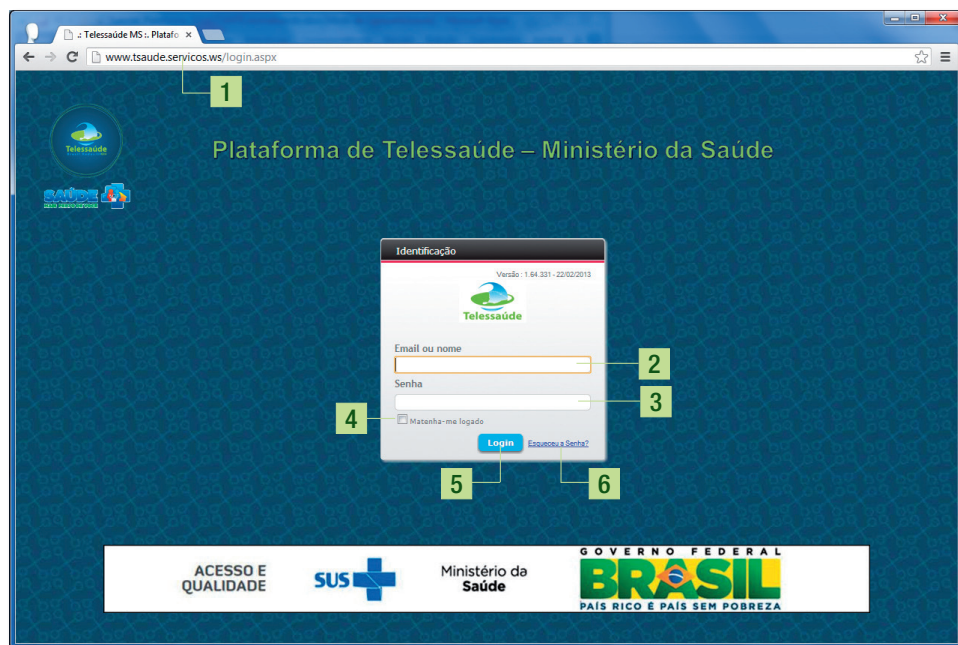 .: Telessaúde MS :. Platafo
www.tsaude.servicos.ws/login.aspx
1
Telessaúde
Plataforma de Telessaúde – Ministério da Saúde
SAÚDE
Identificação
Versão : 1.64.331 - 22/02/2013
Telessaúde
Email ou nome
2
Senha
3
4
Matenha-me logado
Login Esqueceu a Senha?
5
6
ACESSO E
QUALIDADE
SUS
Ministério da
Saúde
GOVERNO FEDERAL
BRASIL
PAÍS RICO É PAÍS SEM POBREZA